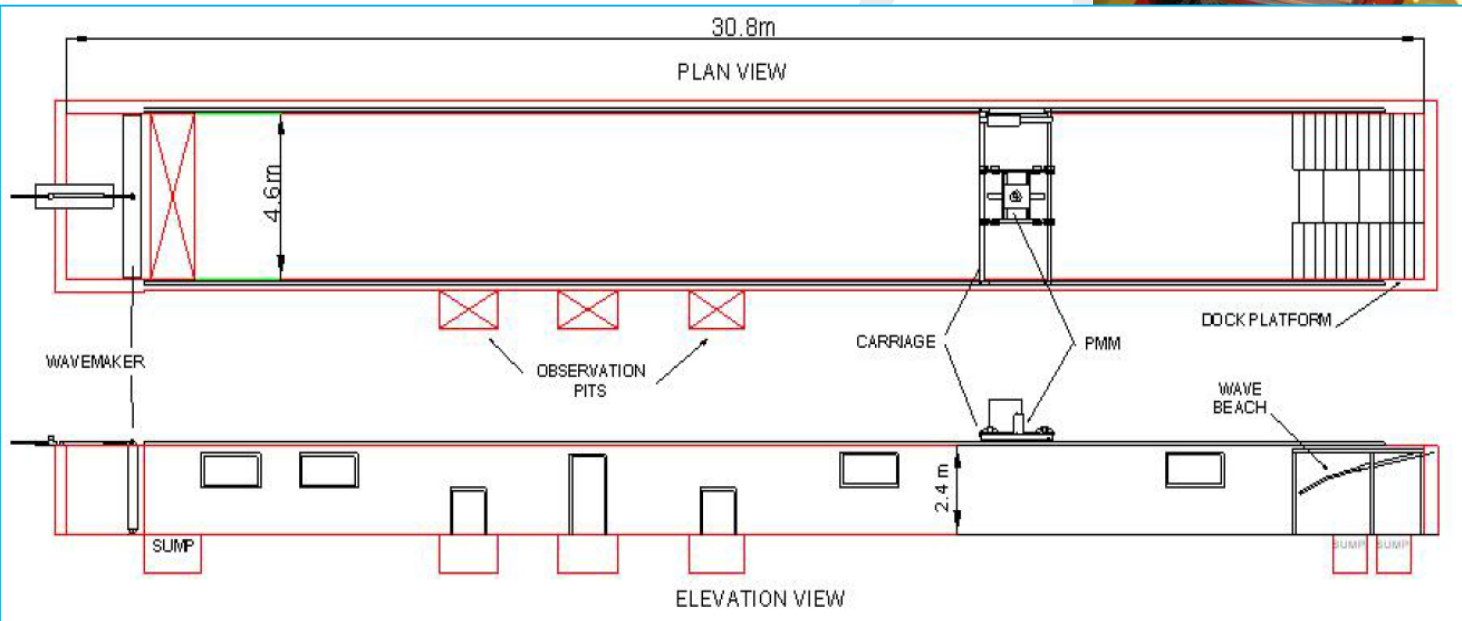 30.8m
PLAN VIEW
4.6m
DOCK PLATFORM
CARRIAGE
PMM
WAVEMAKER
OBSERVATION
PITS
WAVE
BEACH
2.4 m
SUMP
SUMP
SUMP
ELEVATION VIEW